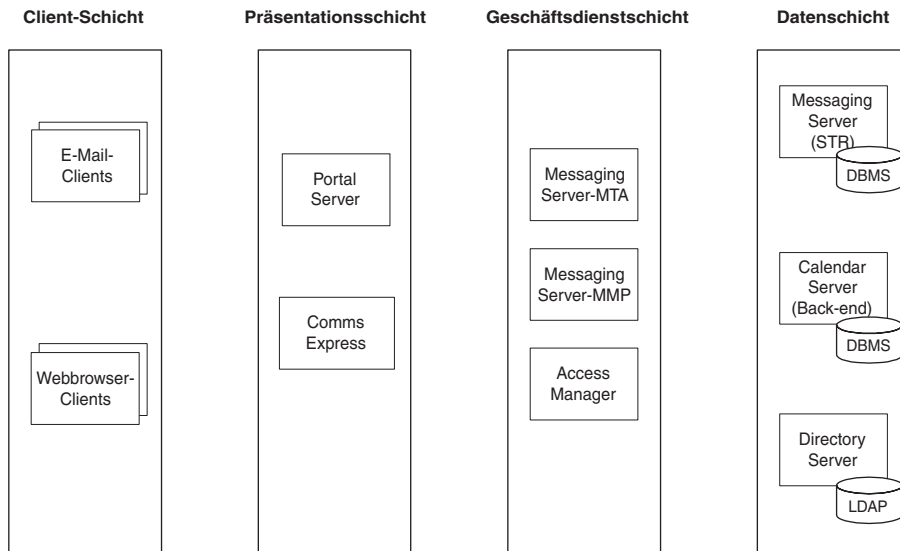 Client-Schicht
Präsentationsschicht
Geschäftsdienstschicht
Datenschicht
E-Mail-
Clients
Webbrowser-
Clients
Portal
Server
Comms
Express
Messaging
Server-MTA
Messaging
Server-MMP
Access
Manager
Messaging
Server
(STR)
DBMS
Calendar
Server
(Back-end)
DBMS
Directory
Server
LDAP